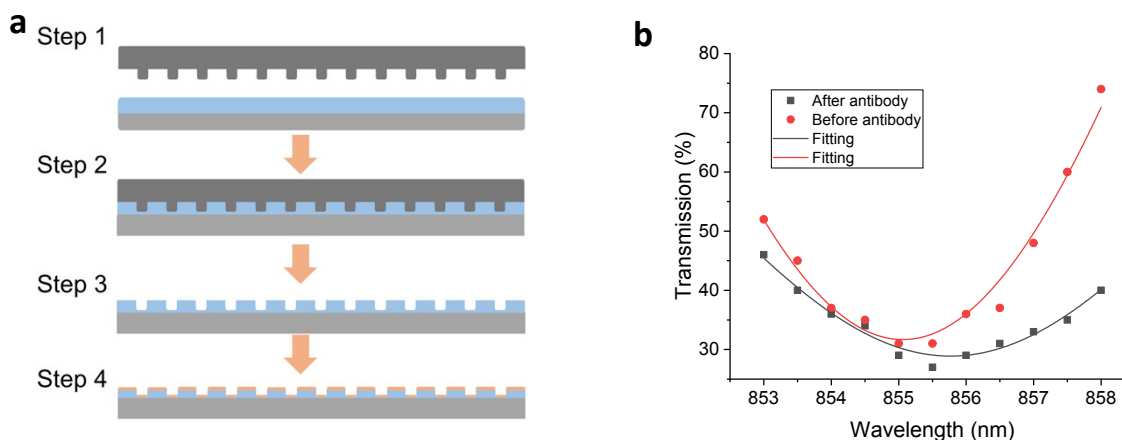 a
Step 1
Step 2
Step 3
Step 4
b
80
70
60
50
40
30
Transmission (%)
After antibody
Before antibody
Fitting
Fitting
853 854 855 856 857 858
Wavelength (nm)